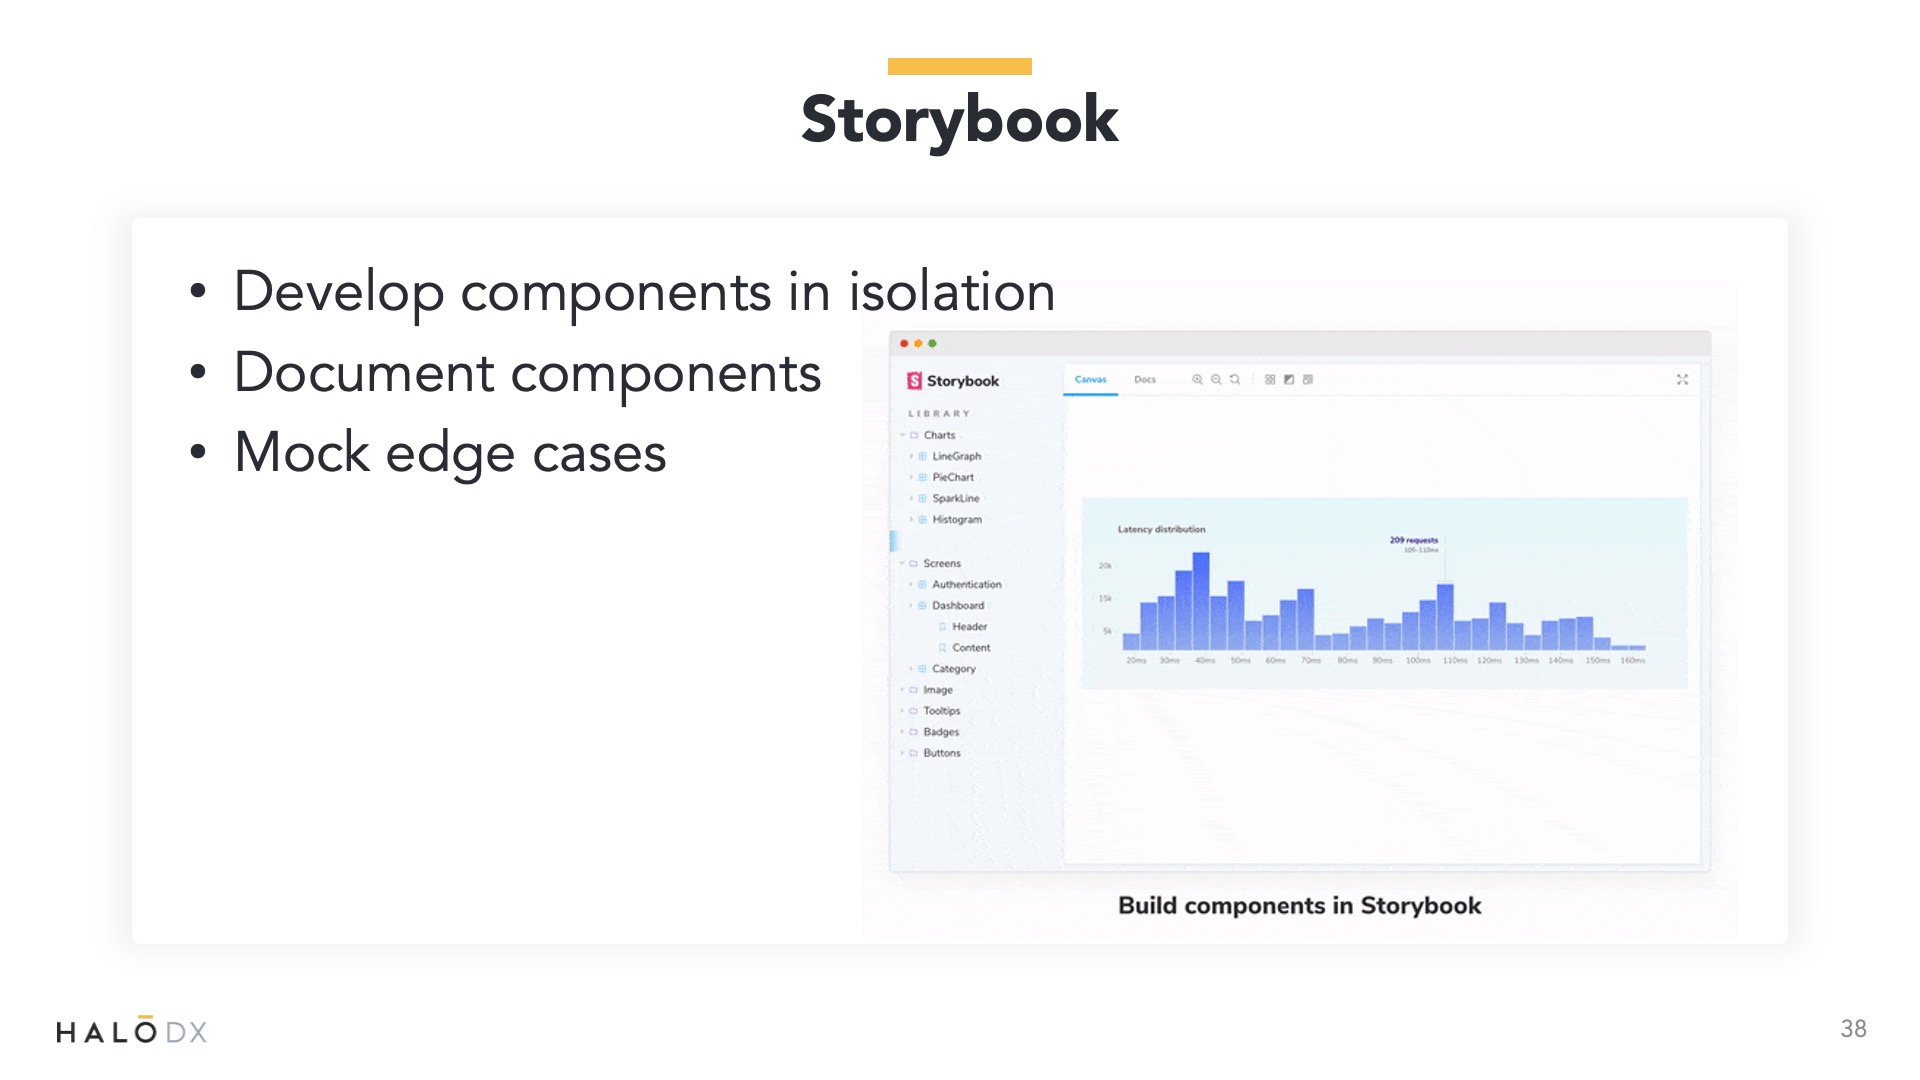 Storybook
• Develop components in isolation
• Document components
• Mock edge cases
Storybook
LIBRARY
Charts
LineGraph
PieChart
SparkLine
Histogram
Screens
Authentication
Dashboard
Header
Content
Category
Image
Tooltips
Badges
Buttons
Canvas Docs
Latency distribution
209 requests
105-110ms
20k
15k
5k
20ms 30ms 40ms 50ms 60ms 70ms 80ms 90ms 100ms 110ms 120ms 130ms 140ms 150ms 160ms
Build components in Storybook
HALŌDX
38